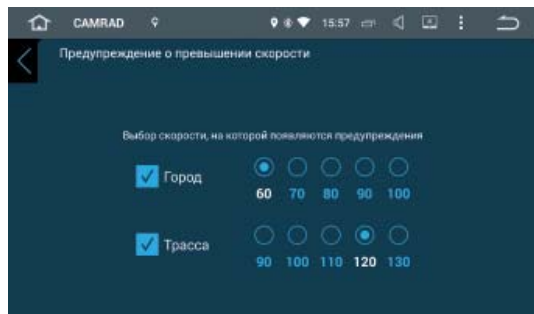 CAMRAD 15:57
Предупреждение о превышении скорости
Выбор скорости, на которой появляются предупреждения
Город
60 70 80 90 100
Трасса
90 100 110 120 130